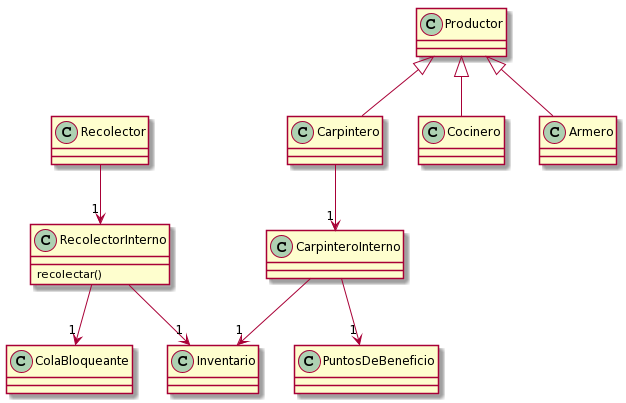 C Productor
C Recolector
C Carpintero
C Cocinero
C Armero
1
1
C RecolectorInterno
recolectar()
C CarpinteroInterno
1
1
1
1
C ColaBloqueante
C Inventario
C PuntosDeBeneficio